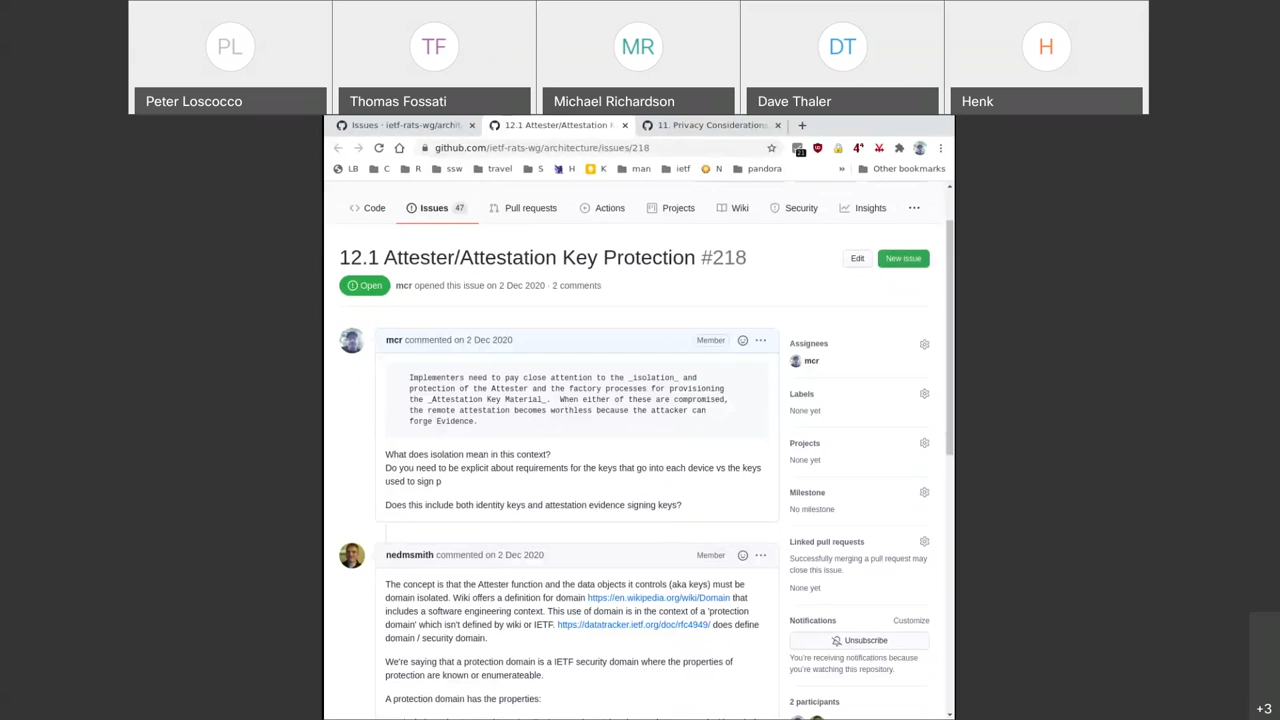 PL
TF
MR
DT
H
Peter Loscocco
Thomas Fossati
Michael Richardson
Dave Thaler
Henk
Issues · ietf-rats-wg/archit
12.1 Attester/Attestation
11. Privacy Considerations
github.com/ietf-rats-wg/architecture/issues/218
21
LB
C
R
ssw
travel
S
H
K
man
ietf
N
pandora
»
Other bookmarks
Code
Issues 47
Pull requests
Actions
Projects
Wiki
Security
Insights
12.1 Attester/Attestation Key Protection #218
Edit
New issue
Open
mcr opened this issue on 2 Dec 2020 · 2 comments
mcr commented on 2 Dec 2020
Member
Implementers need to pay close attention to the _isolation_ and
protection of the Attester and the factory processes for provisioning
the _Attestation Key Material_. When either of these are compromised,
the remote attestation becomes worthless because the attacker can
forge Evidence.
What does isolation mean in this context?
Do you need to be explicit about requirements for the keys that go into each device vs the keys
used to sign p
Does this include both identity keys and attestation evidence signing keys?
nedmsmith commented on 2 Dec 2020
Member
The concept is that the Attester function and the data objects it controls (aka keys) must be
domain isolated. Wiki offers a definition for domain https://en.wikipedia.org/wiki/Domain that
includes a software engineering context. This use of domain is in the context of a 'protection
domain' which isn't defined by wiki or IETF. https://datatracker.ietf.org/doc/rfc4949/ does define
domain / security domain.
We're saying that a protection domain is a IETF security domain where the properties of
protection are known or enumerateable.
A protection domain has the properties:
Assignees
mcr
Labels
None yet
Projects
None yet
Milestone
No milestone
Linked pull requests
Successfully merging a pull request may
close this issue.
None yet
Notifications
Customize
Unsubscribe
You're receiving notifications because
you're watching this repository.
2 participants
+3